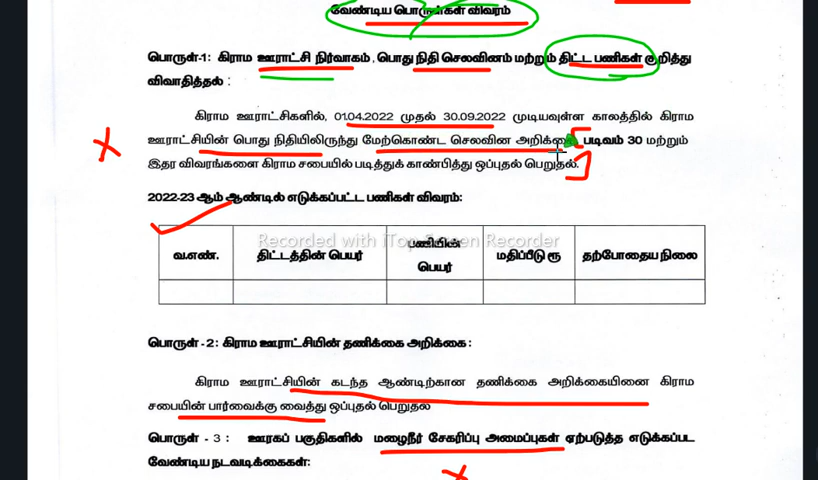 வேண்டிய பொருள்கள் விவரம்
பொருள்-1: கிராம ஊராட்சி நிர்வாகம், பொது நிதி செலவினம் மற்றும் திட்ட பணிகள் குறித்து
விவாதித்தல் :
கிராம ஊராட்சிகளில், 01.04.2022 முதல் 30.09.2022 முடியவுள்ள காலத்தில் கிராம
ஊராட்சியின் பொது நிதியிலிருந்து மேற்கொண்ட செலவின அறிக்கை படிவம் 30 மற்றும்
இதர விவரங்களை கிராம சபையில் படித்துக் காண்பித்து ஒப்புதல் பெறுதல்.
2022-23 ஆம் ஆண்டில் எடுக்கப்பட்ட பணிகள் விவரம்:
Recorded with iTop Screen Recorder
வ.எண். திட்டத்தின் பெயர் பணியின் பெயர் மதிப்பீடு ரூ தற்போதைய நிலை
பொருள் - 2: கிராம ஊராட்சியின் தணிக்கை அறிக்கை:
கிராம ஊராட்சியின் கடந்த ஆண்டிற்கான தணிக்கை அறிக்கையினை கிராம
சபையின் பார்வைக்கு வைத்து ஒப்புதல் பெறுதல்
பொருள் - 3 : ஊரகப் பகுதிகளில் மழைநீர் சேகரிப்பு அமைப்புகள் ஏற்படுத்த எடுக்கப்பட
வேண்டிய நடவடிக்கைகள்: